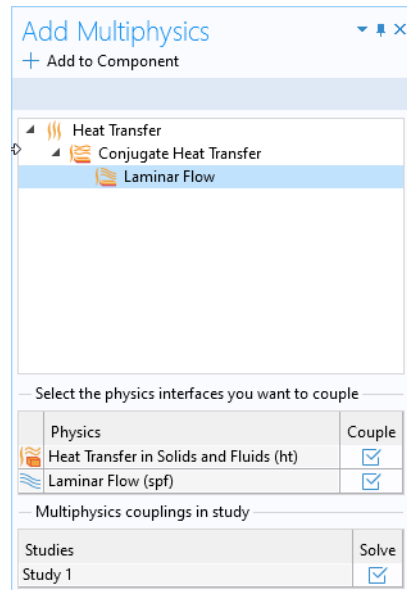 Add Multiphysics
Add to Component
Heat Transfer
Conjugate Heat Transfer
Laminar Flow
Select the physics interfaces you want to couple
Physics Couple
Heat Transfer in Solids and Fluids (ht)
Laminar Flow (spf)
Multiphysics couplings in study
Studies Solve
Study 1